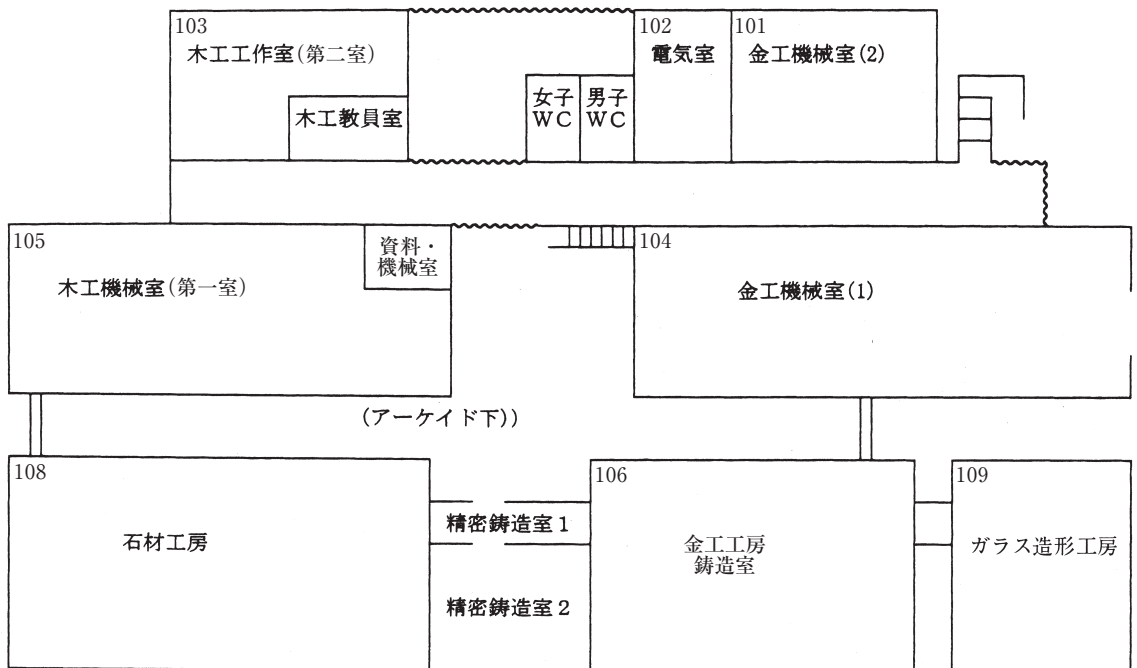 103
木工工作室(第二室)
木工教員室
女子
WC
男子
WC
102
電気室
101
金工機械室(2)
105
木工機械室(第一室)
資料・
機械室
104
金工機械室(1)
(アーケイド下))
108
石材工房
精密鋳造室1
精密鋳造室2
106
金工工房
鋳造室
109
ガラス造形工房